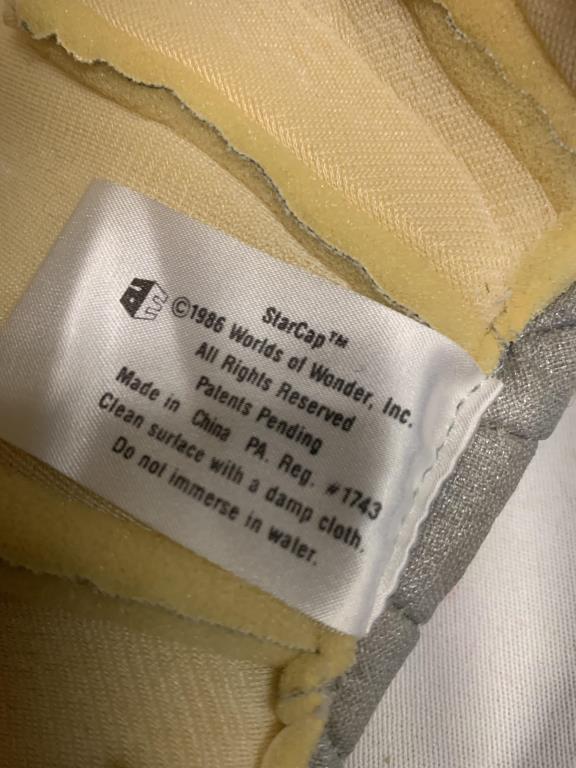 StarCap™
©1986 Worlds of Wonder, Inc.
All Rights Reserved
Patents Pending
Made in China PA. Reg. #1743
Clean surface with a damp cloth.
Do not immerse in water.